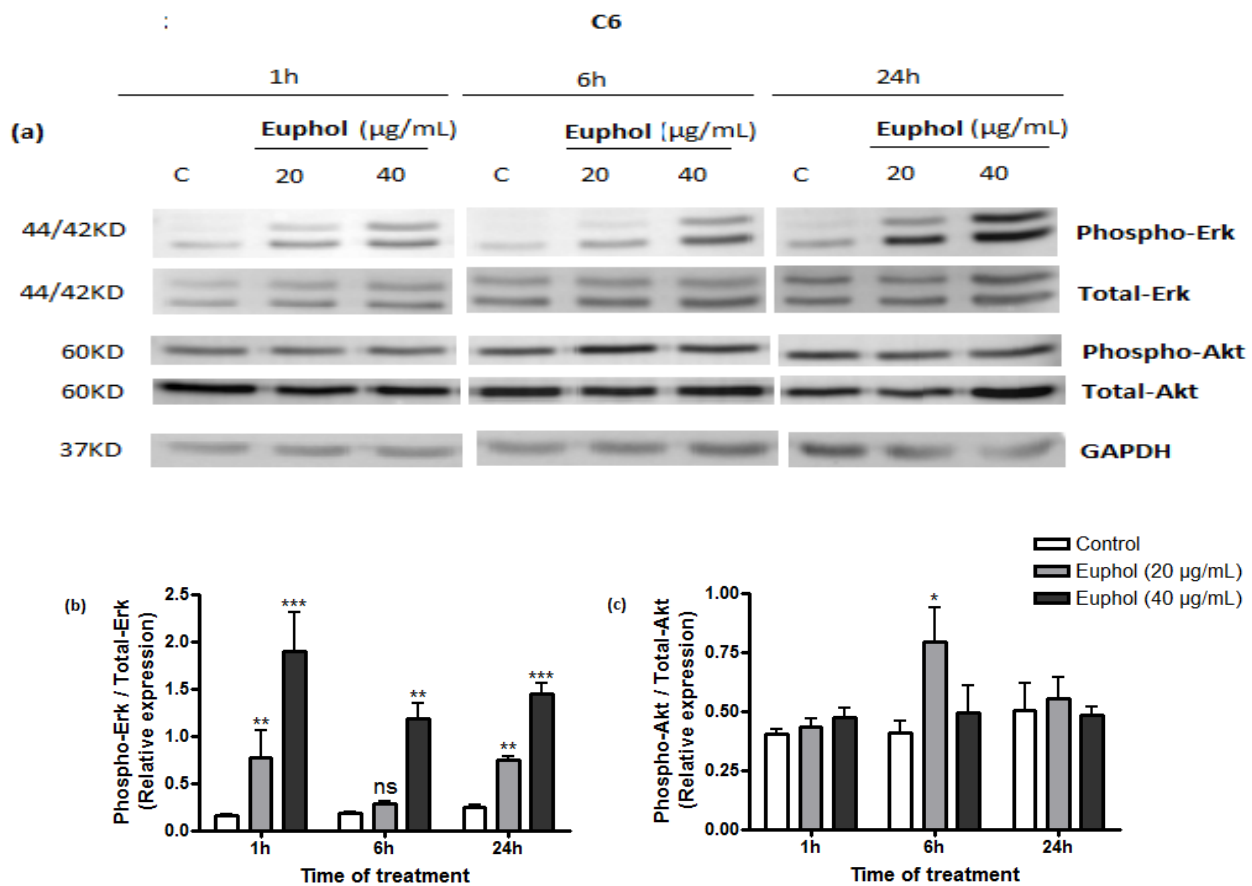 :
C6
1h 6h 24h
(a) Euphol (µg/mL) Euphol (µg/mL) Euphol (µg/mL)
C 20 40 C 20 40 C 20 40
44/42KD Phospho-Erk
44/42KD Total-Erk
60KD Phospho-Akt
60KD Total-Akt
37KD GAPDH
Control
Euphol (20 µg/mL)
Euphol (40 µg/mL)
(b)
Phospho-Erk / Total-Erk
(Relative expression)
2.5
2.0
1.5
1.0
0.5
0.0
** *** ns ** ** ***
1h 6h 24h
Time of treatment
(c)
Phospho-Akt / Total-Akt
(Relative expression)
1.00
0.75
0.50
0.25
0.00
*
1h 6h 24h
Time of treatment